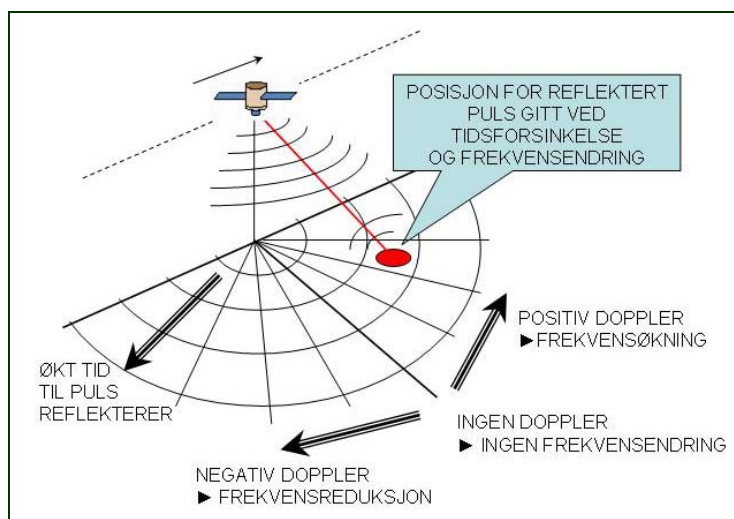 POSISJON FOR REFLEKTERT
PULS GITT VED
TIDSFORSINKELSE
OG FREKVENSENDRING
POSITIV DOPPLER
►FREKVENSØKNING
ØKT TID
TIL PULS
REFLEKTERER
INGEN DOPPLER
► INGEN FREKVENSENDRING
NEGATIV DOPPLER
► FREKVENSREDUKSJON